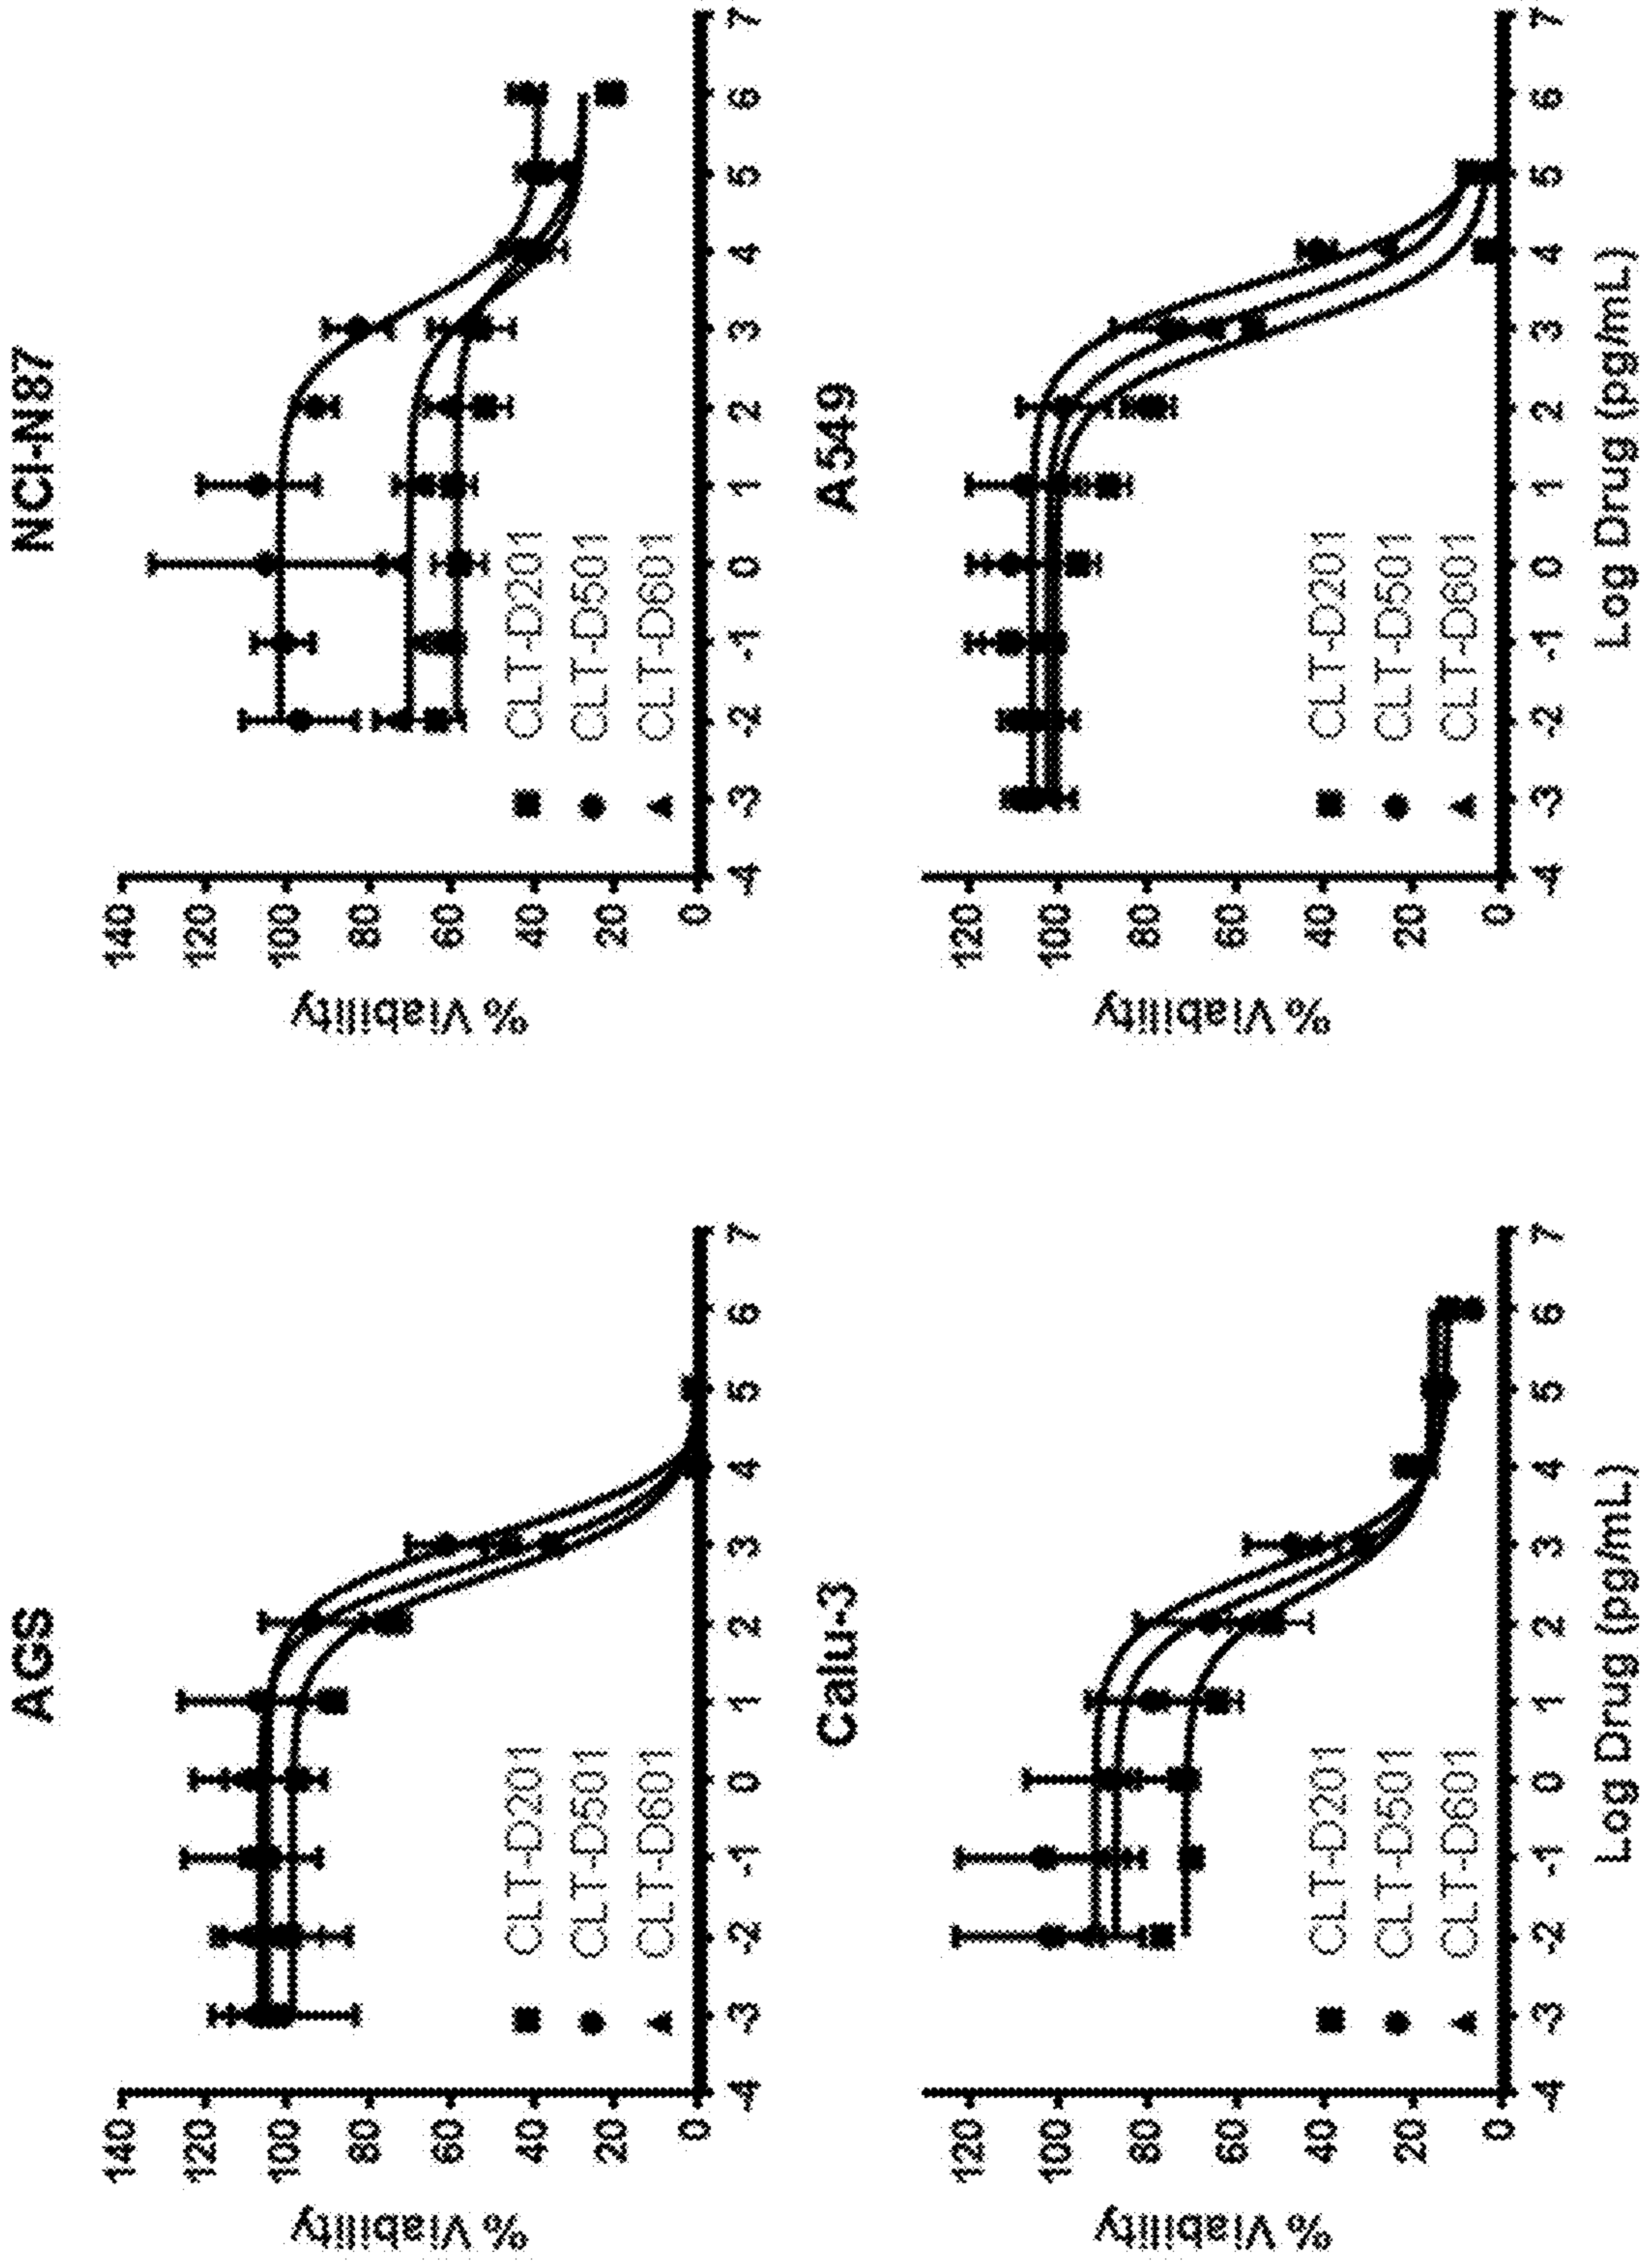 AGS
% Viability
140
120
100
80
60
40
20
0
CLT-D201
CLT-D501
CLT-D601
-4 -3 -2 -1 0 1 2 3 4 5 6 7
NCI-N87
% Viability
140
120
100
80
60
40
20
0
CLT-D201
CLT-D501
CLT-D601
-4 -3 -2 -1 0 1 2 3 4 5 6 7
Calu-3
% Viability
120
100
80
60
40
20
0
CLT-D201
CLT-D501
CLT-D601
-4 -3 -2 -1 0 1 2 3 4 5 6 7
Log Drug (pg/mL)
A549
% Viability
120
100
80
60
40
20
0
CLT-D201
CLT-D501
CLT-D601
-4 -3 -2 -1 0 1 2 3 4 5 6 7
Log Drug (pg/mL)